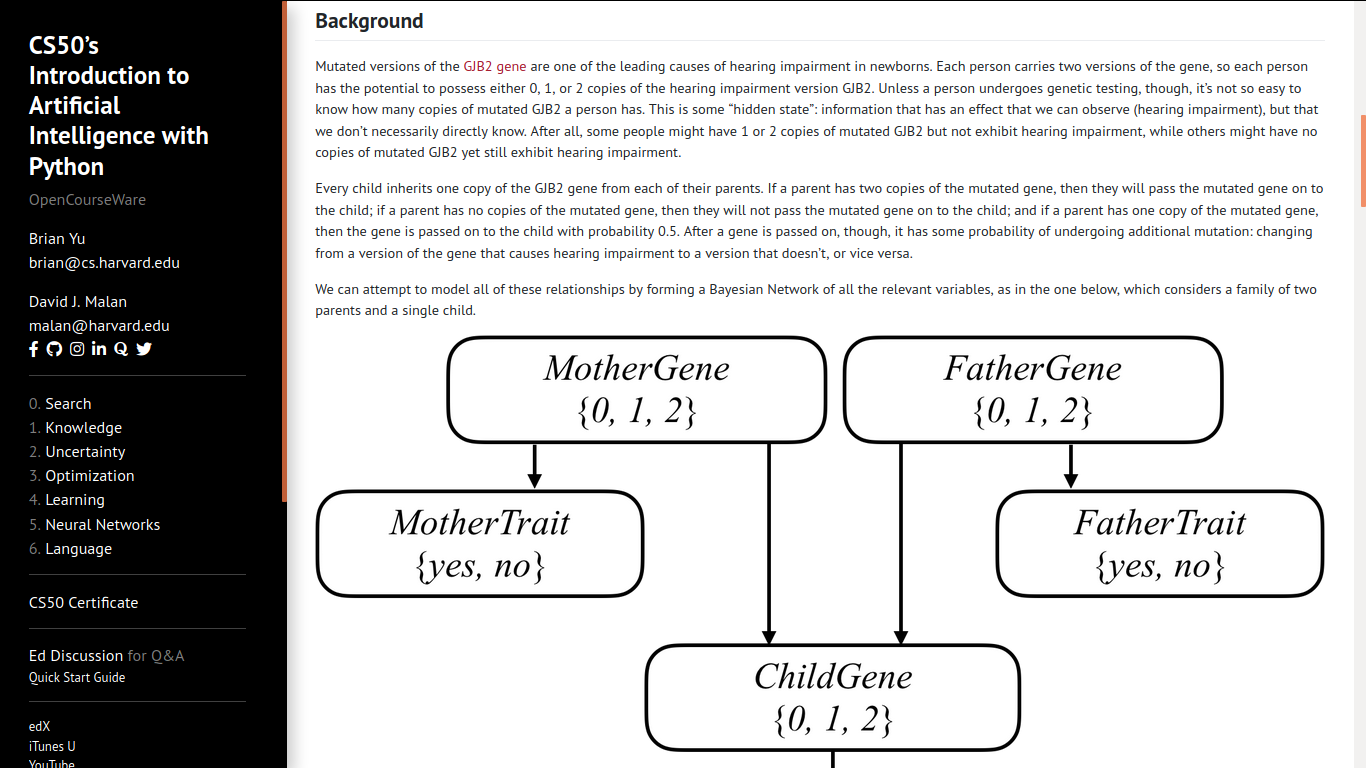 CS50’s
Introduction to
Artificial
Intelligence with
Python
OpenCourseWare
Brian Yu
brian@cs.harvard.edu
David J. Malan
malan@harvard.edu
0. Search
1. Knowledge
2. Uncertainty
3. Optimization
4. Learning
5. Neural Networks
6. Language
CS50 Certificate
Ed Discussion for Q&A
Quick Start Guide
edX
iTunes U
YouTube
Background
Mutated versions of the GJB2 gene are one of the leading causes of hearing impairment in newborns. Each person carries two versions of the gene, so each person
has the potential to possess either 0, 1, or 2 copies of the hearing impairment version GJB2. Unless a person undergoes genetic testing, though, it’s not so easy to
know how many copies of mutated GJB2 a person has. This is some “hidden state”: information that has an effect that we can observe (hearing impairment), but that
we don’t necessarily directly know. After all, some people might have 1 or 2 copies of mutated GJB2 but not exhibit hearing impairment, while others might have no
copies of mutated GJB2 yet still exhibit hearing impairment.
Every child inherits one copy of the GJB2 gene from each of their parents. If a parent has two copies of the mutated gene, then they will pass the mutated gene on to
the child; if a parent has no copies of the mutated gene, then they will not pass the mutated gene on to the child; and if a parent has one copy of the mutated gene,
then the gene is passed on to the child with probability 0.5. After a gene is passed on, though, it has some probability of undergoing additional mutation: changing
from a version of the gene that causes hearing impairment to a version that doesn’t, or vice versa.
We can attempt to model all of these relationships by forming a Bayesian Network of all the relevant variables, as in the one below, which considers a family of two
parents and a single child.
MotherGene
{0, 1, 2}
FatherGene
{0, 1, 2}
MotherTrait
{yes, no}
FatherTrait
{yes, no}
ChildGene
{0, 1, 2}